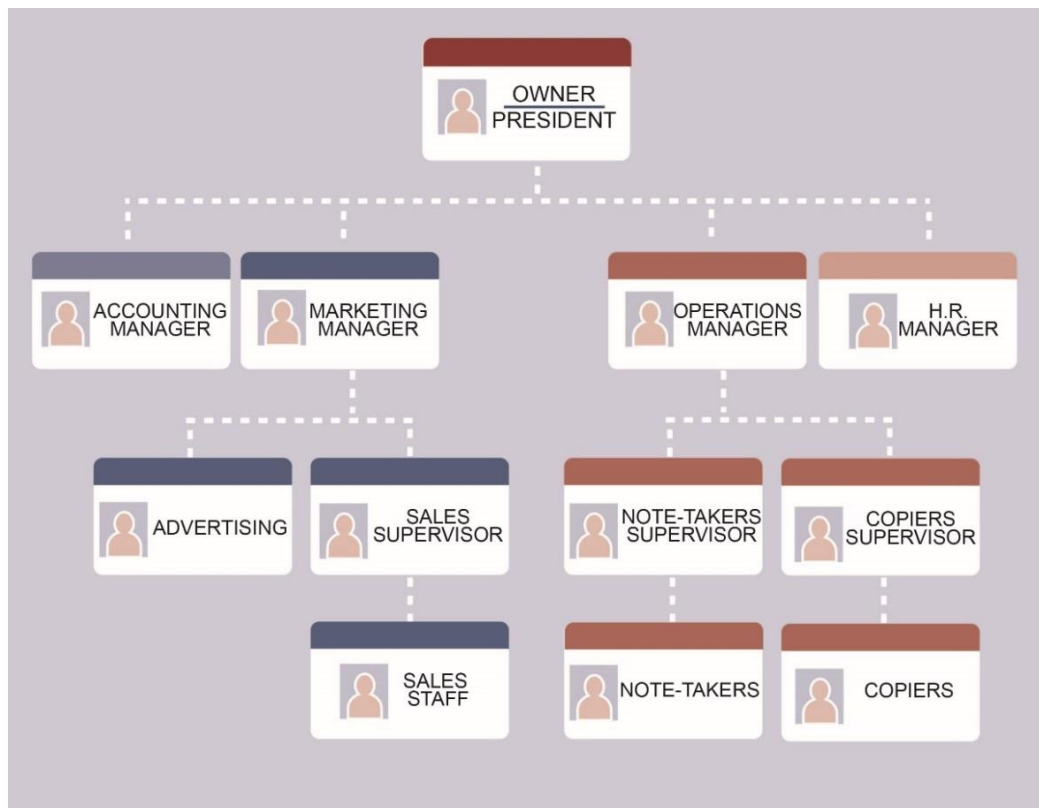 OWNER
PRESIDENT
ACCOUNTING
MANAGER
MARKETING
MANAGER
OPERATIONS
MANAGER
H.R.
MANAGER
ADVERTISING
SALES
SUPERVISOR
NOTE-TAKERS
SUPERVISOR
COPIERS
SUPERVISOR
SALES
STAFF
NOTE-TAKERS
COPIERS